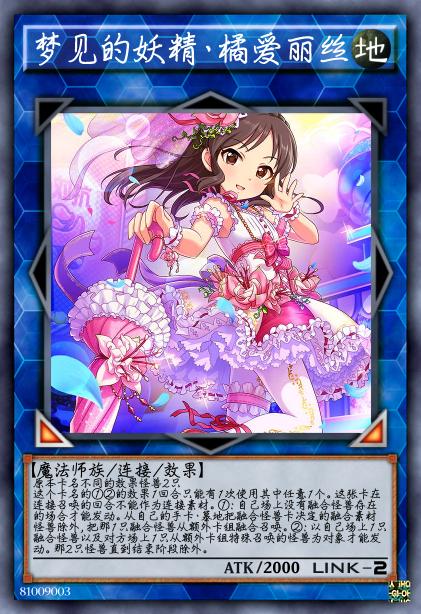 梦见的妖精·橘爱丽丝 地
【魔法师族/连接/效果】
原本卡名不同的效果怪兽2只
这个卡名的①②的效果1回合只能有1次使用其中任意1个。这张卡在
连接召唤的回合不能作为连接素材。①:自己场上没有融合怪兽存在
的场合才能发动。从自己的手卡·墓地把融合怪兽卡决定的融合素材
怪兽除外,把那1只融合怪兽从额外卡组融合召唤。②:以自己场上1只
融合怪兽以及对方场上1只从额外卡组特殊召唤的怪兽为对象才能发
动。那2只怪兽直到结束阶段除外。
ATK/2000 LINK-2
81009003